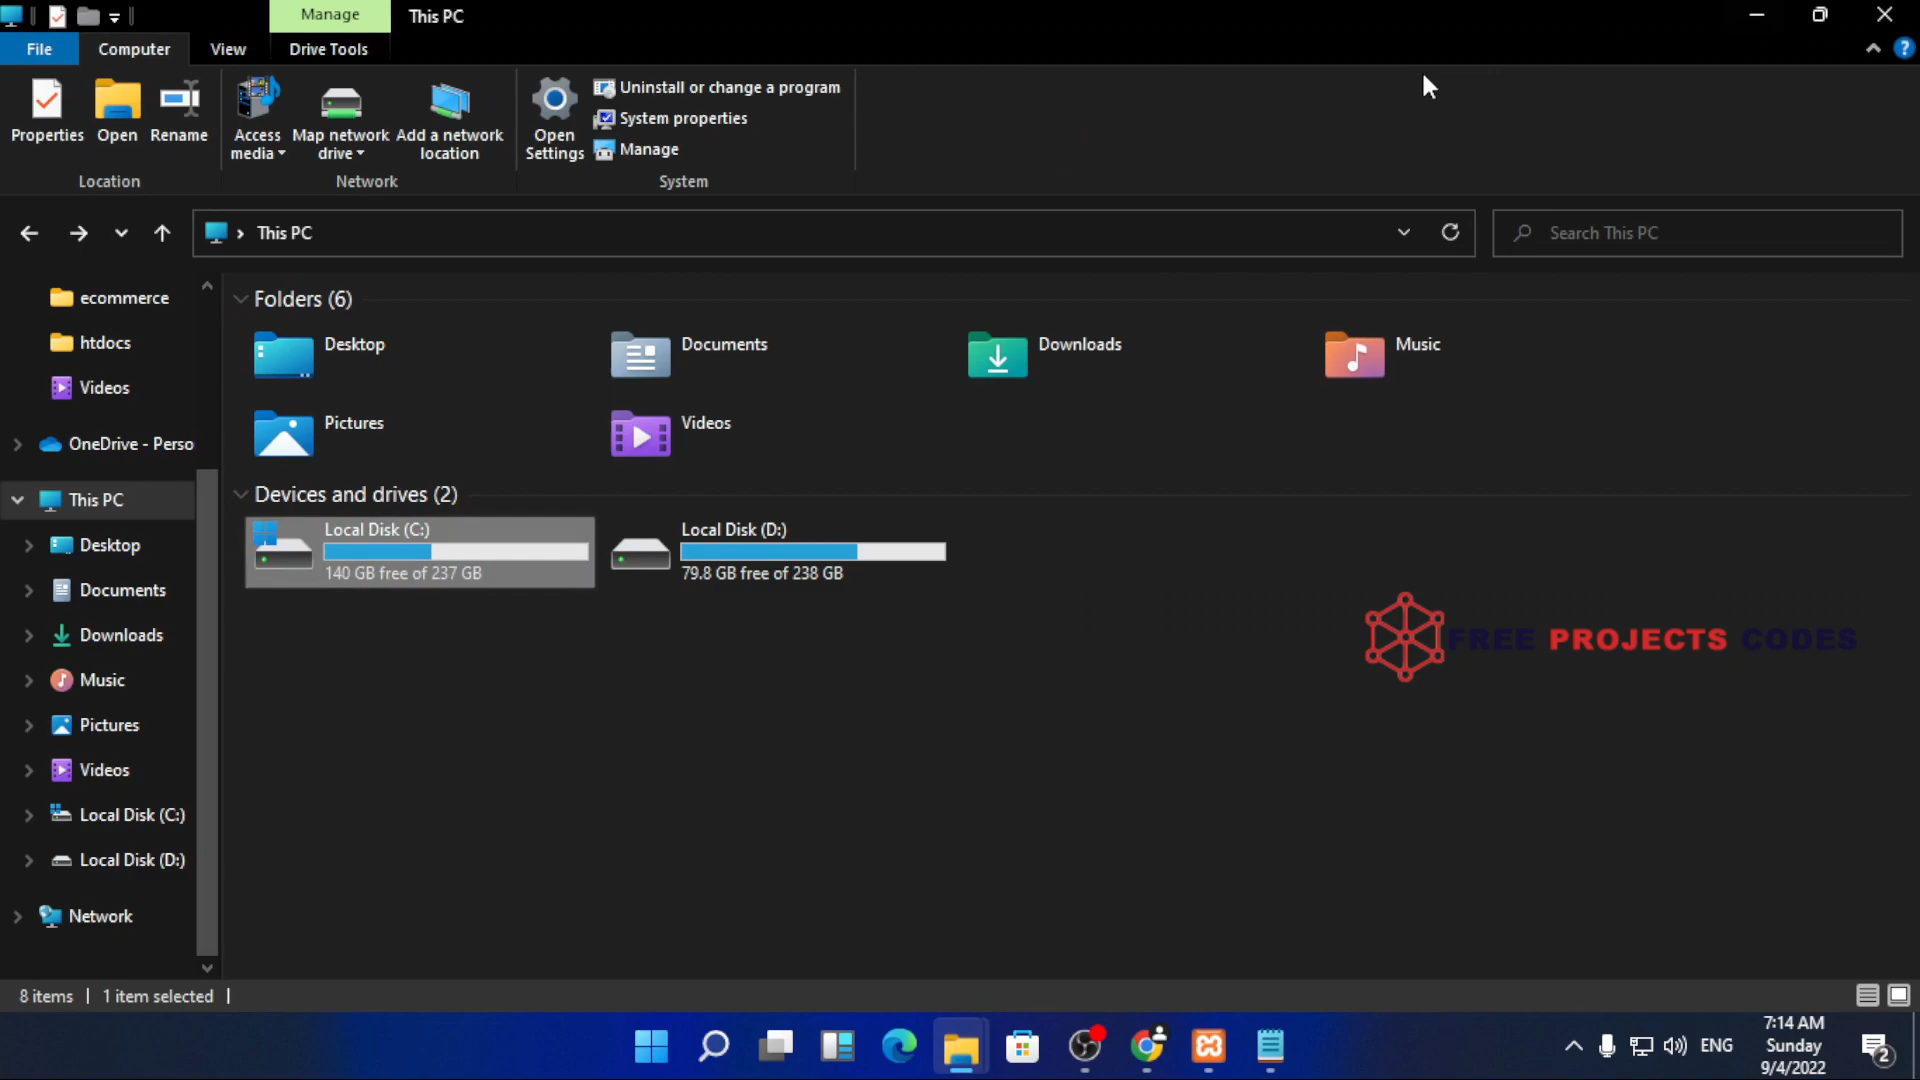 Manage
This PC
File
Computer
View
Drive Tools
Properties
Open
Rename
Access media
Map network drive
Add a network location
Open Settings
Uninstall or change a program
System properties
Manage
Location
Network
System
This PC
Search This PC
ecommerce
htdocs
Videos
OneDrive - Perso
This PC
Desktop
Documents
Downloads
Music
Pictures
Videos
Local Disk (C:)
Local Disk (D:)
Network
Folders (6)
Desktop
Documents
Downloads
Music
Pictures
Videos
Devices and drives (2)
Local Disk (C:)
140 GB free of 237 GB
Local Disk (D:)
79.8 GB free of 238 GB
FREE PROJECTS CODES
8 items
1 item selected
ENG
7:14 AM
Sunday
9/4/2022
2